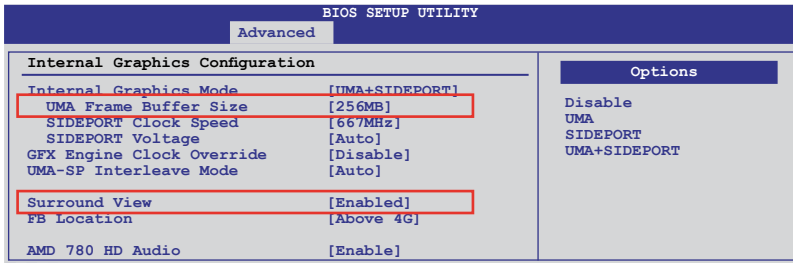 BIOS SETUP UTILITY
Advanced
Internal Graphics Configuration
Internal Graphics Mode [UMA+SIDEPORT]
UMA Frame Buffer Size [256MB]
SIDEPORT Clock Speed [667MHz]
SIDEPORT Voltage [Auto]
GFX Engine Clock Override [Disable]
UMA-SP Interleave Mode [Auto]
Surround View [Enabled]
FB Location [Above 4G]
AMD 780 HD Audio [Enable]
Options
Disable
UMA
SIDEPORT
UMA+SIDEPORT